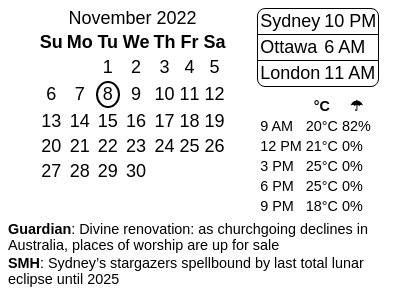 November 2022
Su Mo Tu We Th Fr Sa
1 2 3 4 5
6 7 8 9 10 11 12
13 14 15 16 17 18 19
20 21 22 23 24 25 26
27 28 29 30
Sydney 10 PM
Ottawa 6 AM
London 11 AM
°C ☂
9 AM 20°C 82%
12 PM 21°C 0%
3 PM 25°C 0%
6 PM 25°C 0%
9 PM 18°C 0%
Guardian: Divine renovation: as churchgoing declines in
Australia, places of worship are up for sale
SMH: Sydney’s stargazers spellbound by last total lunar
eclipse until 2025